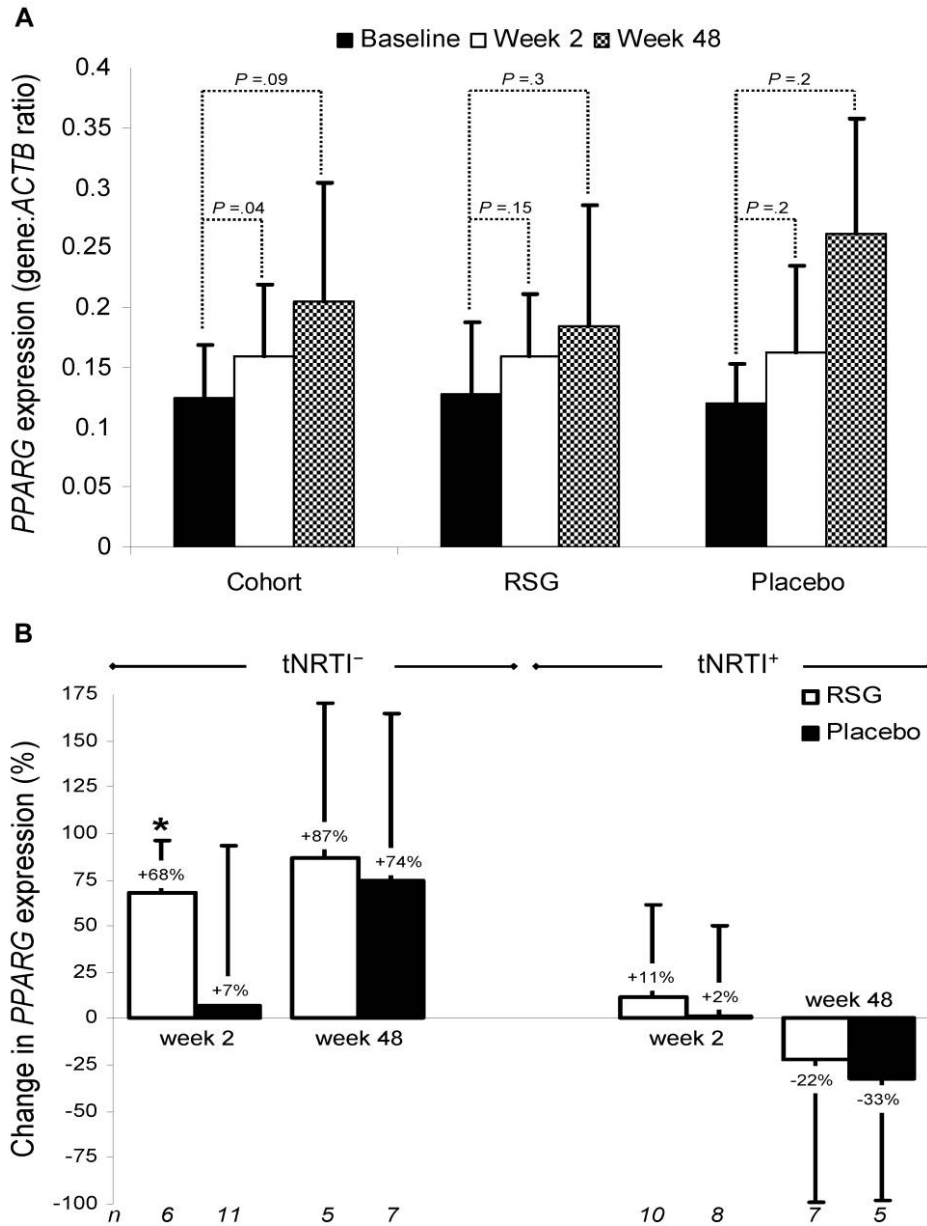 A
Baseline Week 2 Week 48
PPARG expression (gene:ACTB ratio)
0.4
0.35
0.3
0.25
0.2
0.15
0.1
0.05
0
P =.09
P =.04
P =.3
P =.15
P =.2
P =.2
Cohort RSG Placebo
B
tNRTI⁻ tNRTI⁺
RSG
Placebo
Change in PPARG expression (%)
175
150
125
100
75
50
25
0
-25
-50
-75
-100
*
+68%
+7%
+87%
+74%
+11%
+2%
-22%
-33%
week 2 week 48 week 2 week 48
n 6 11 5 7 10 8 7 5